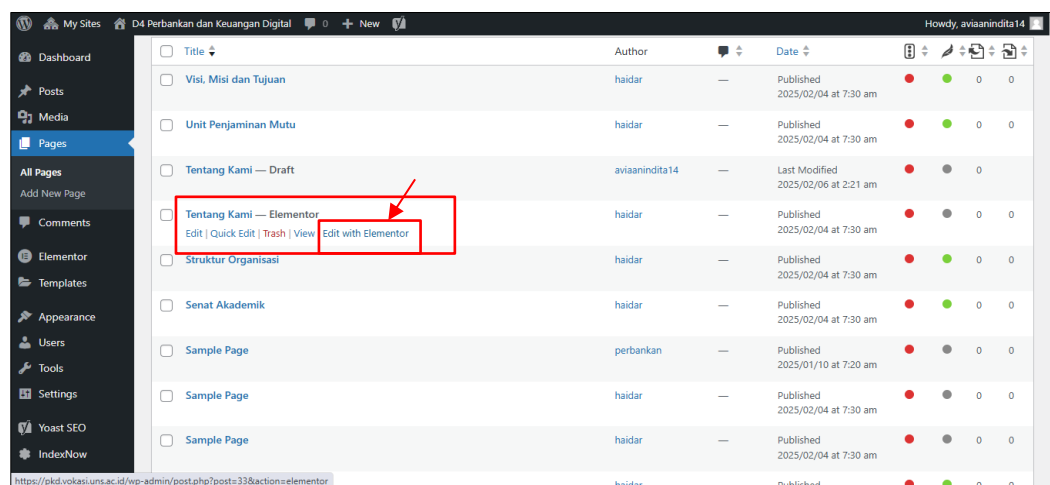 My Sites D4 Perbankan dan Keuangan Digital 0 + New Howdy, aviaanindita14
Dashboard
Posts
Media
Pages
All Pages
Add New Page
Comments
Elementor
Templates
Appearance
Users
Tools
Settings
Yoast SEO
IndexNow
Title Author Date
Visi, Misi dan Tujuan haidar — Published 0 0
2025/02/04 at 7:30 am
Unit Penjaminan Mutu haidar — Published 0 0
2025/02/04 at 7:30 am
Tentang Kami — Draft aviaanindita14 — Last Modified 0
2025/02/06 at 2:21 am
Tentang Kami — Elementor haidar — Published 0 0
Edit | Quick Edit | Trash | View | Edit with Elementor 2025/02/04 at 7:30 am
Struktur Organisasi haidar — Published 0 0
2025/02/04 at 7:30 am
Senat Akademik haidar — Published 0 0
2025/02/04 at 7:30 am
Sample Page perbankan — Published 0 0
2025/01/10 at 7:20 am
Sample Page haidar — Published 0 0
2025/02/04 at 7:30 am
Sample Page haidar — Published 0 0
2025/02/04 at 7:30 am
haidar — Published 0 0
https://pkd.vokasi.uns.ac.id/wp-admin/post.php?post=33&action=elementor